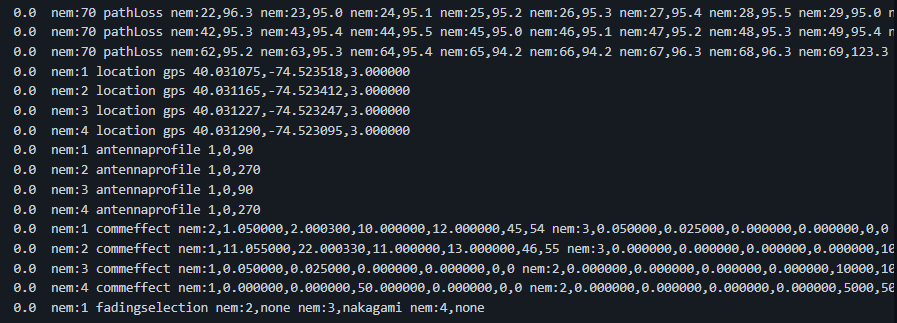 0.0 nem:70 pathLoss nem:22,96.3 nem:23,95.0 nem:24,95.1 nem:25,95.2 nem:26,95.3 nem:27,95.4 nem:28,95.5 nem:29,95.0 n
0.0 nem:70 pathLoss nem:42,95.3 nem:43,95.4 nem:44,95.5 nem:45,95.0 nem:46,95.1 nem:47,95.2 nem:48,95.3 nem:49,95.4 n
0.0 nem:70 pathLoss nem:62,95.2 nem:63,95.3 nem:64,95.4 nem:65,94.2 nem:66,94.2 nem:67,96.3 nem:68,96.3 nem:69,123.3
0.0 nem:1 location gps 40.031075,-74.523518,3.000000
0.0 nem:2 location gps 40.031165,-74.523412,3.000000
0.0 nem:3 location gps 40.031227,-74.523247,3.000000
0.0 nem:4 location gps 40.031290,-74.523095,3.000000
0.0 nem:1 antennaprofile 1,0,90
0.0 nem:2 antennaprofile 1,0,270
0.0 nem:3 antennaprofile 1,0,90
0.0 nem:4 antennaprofile 1,0,270
0.0 nem:1 commeffect nem:2,1.050000,2.000300,10.000000,12.000000,45,54 nem:3,0.050000,0.025000,0.000000,0.000000,0,0
0.0 nem:2 commeffect nem:1,11.055000,22.000330,11.000000,13.000000,46,55 nem:3,0.000000,0.000000,0.000000,0.000000,10
0.0 nem:3 commeffect nem:1,0.050000,0.025000,0.000000,0.000000,0,0 nem:2,0.000000,0.000000,0.000000,0.000000,10000,10
0.0 nem:4 commeffect nem:1,0.000000,0.000000,50.000000,0.000000,0,0 nem:2,0.000000,0.000000,0.000000,0.000000,5000,50
0.0 nem:1 fadingselection nem:2,none nem:3,nakagami nem:4,none